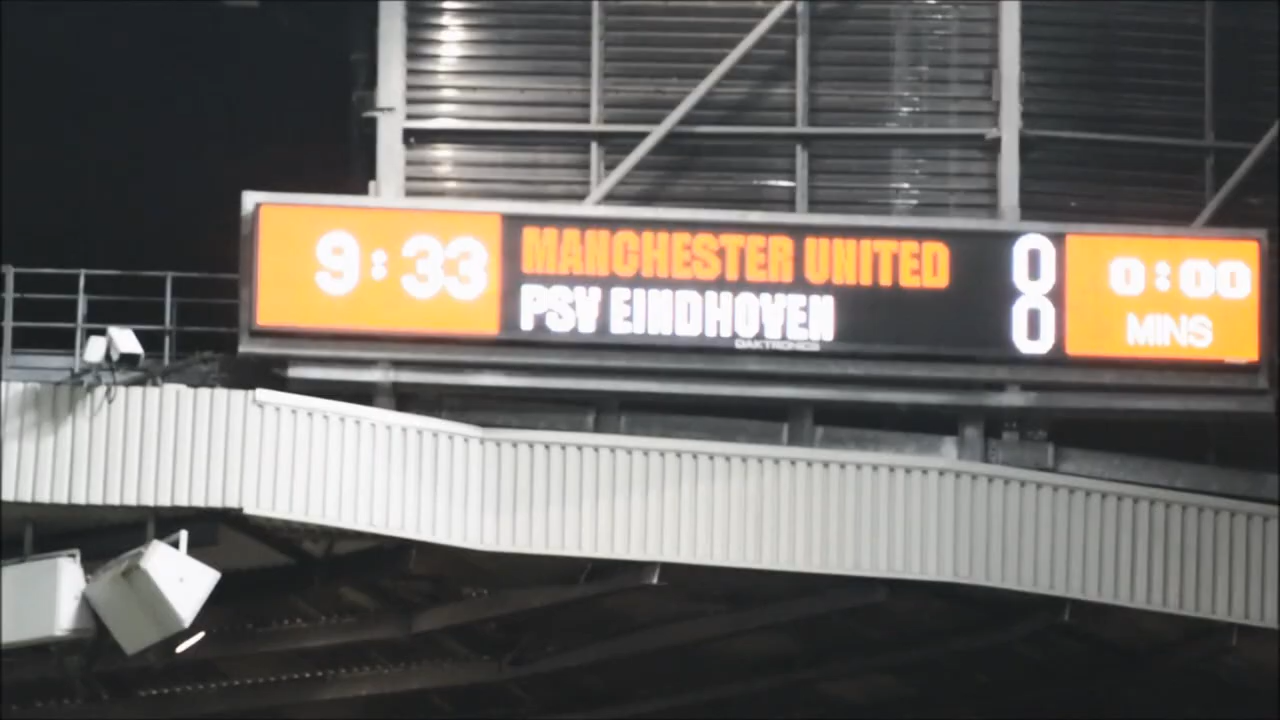 9:33
MANCHESTER UNITED 0
PSV EINDHOVEN 0
DAKTRONICS
0:00
MINS